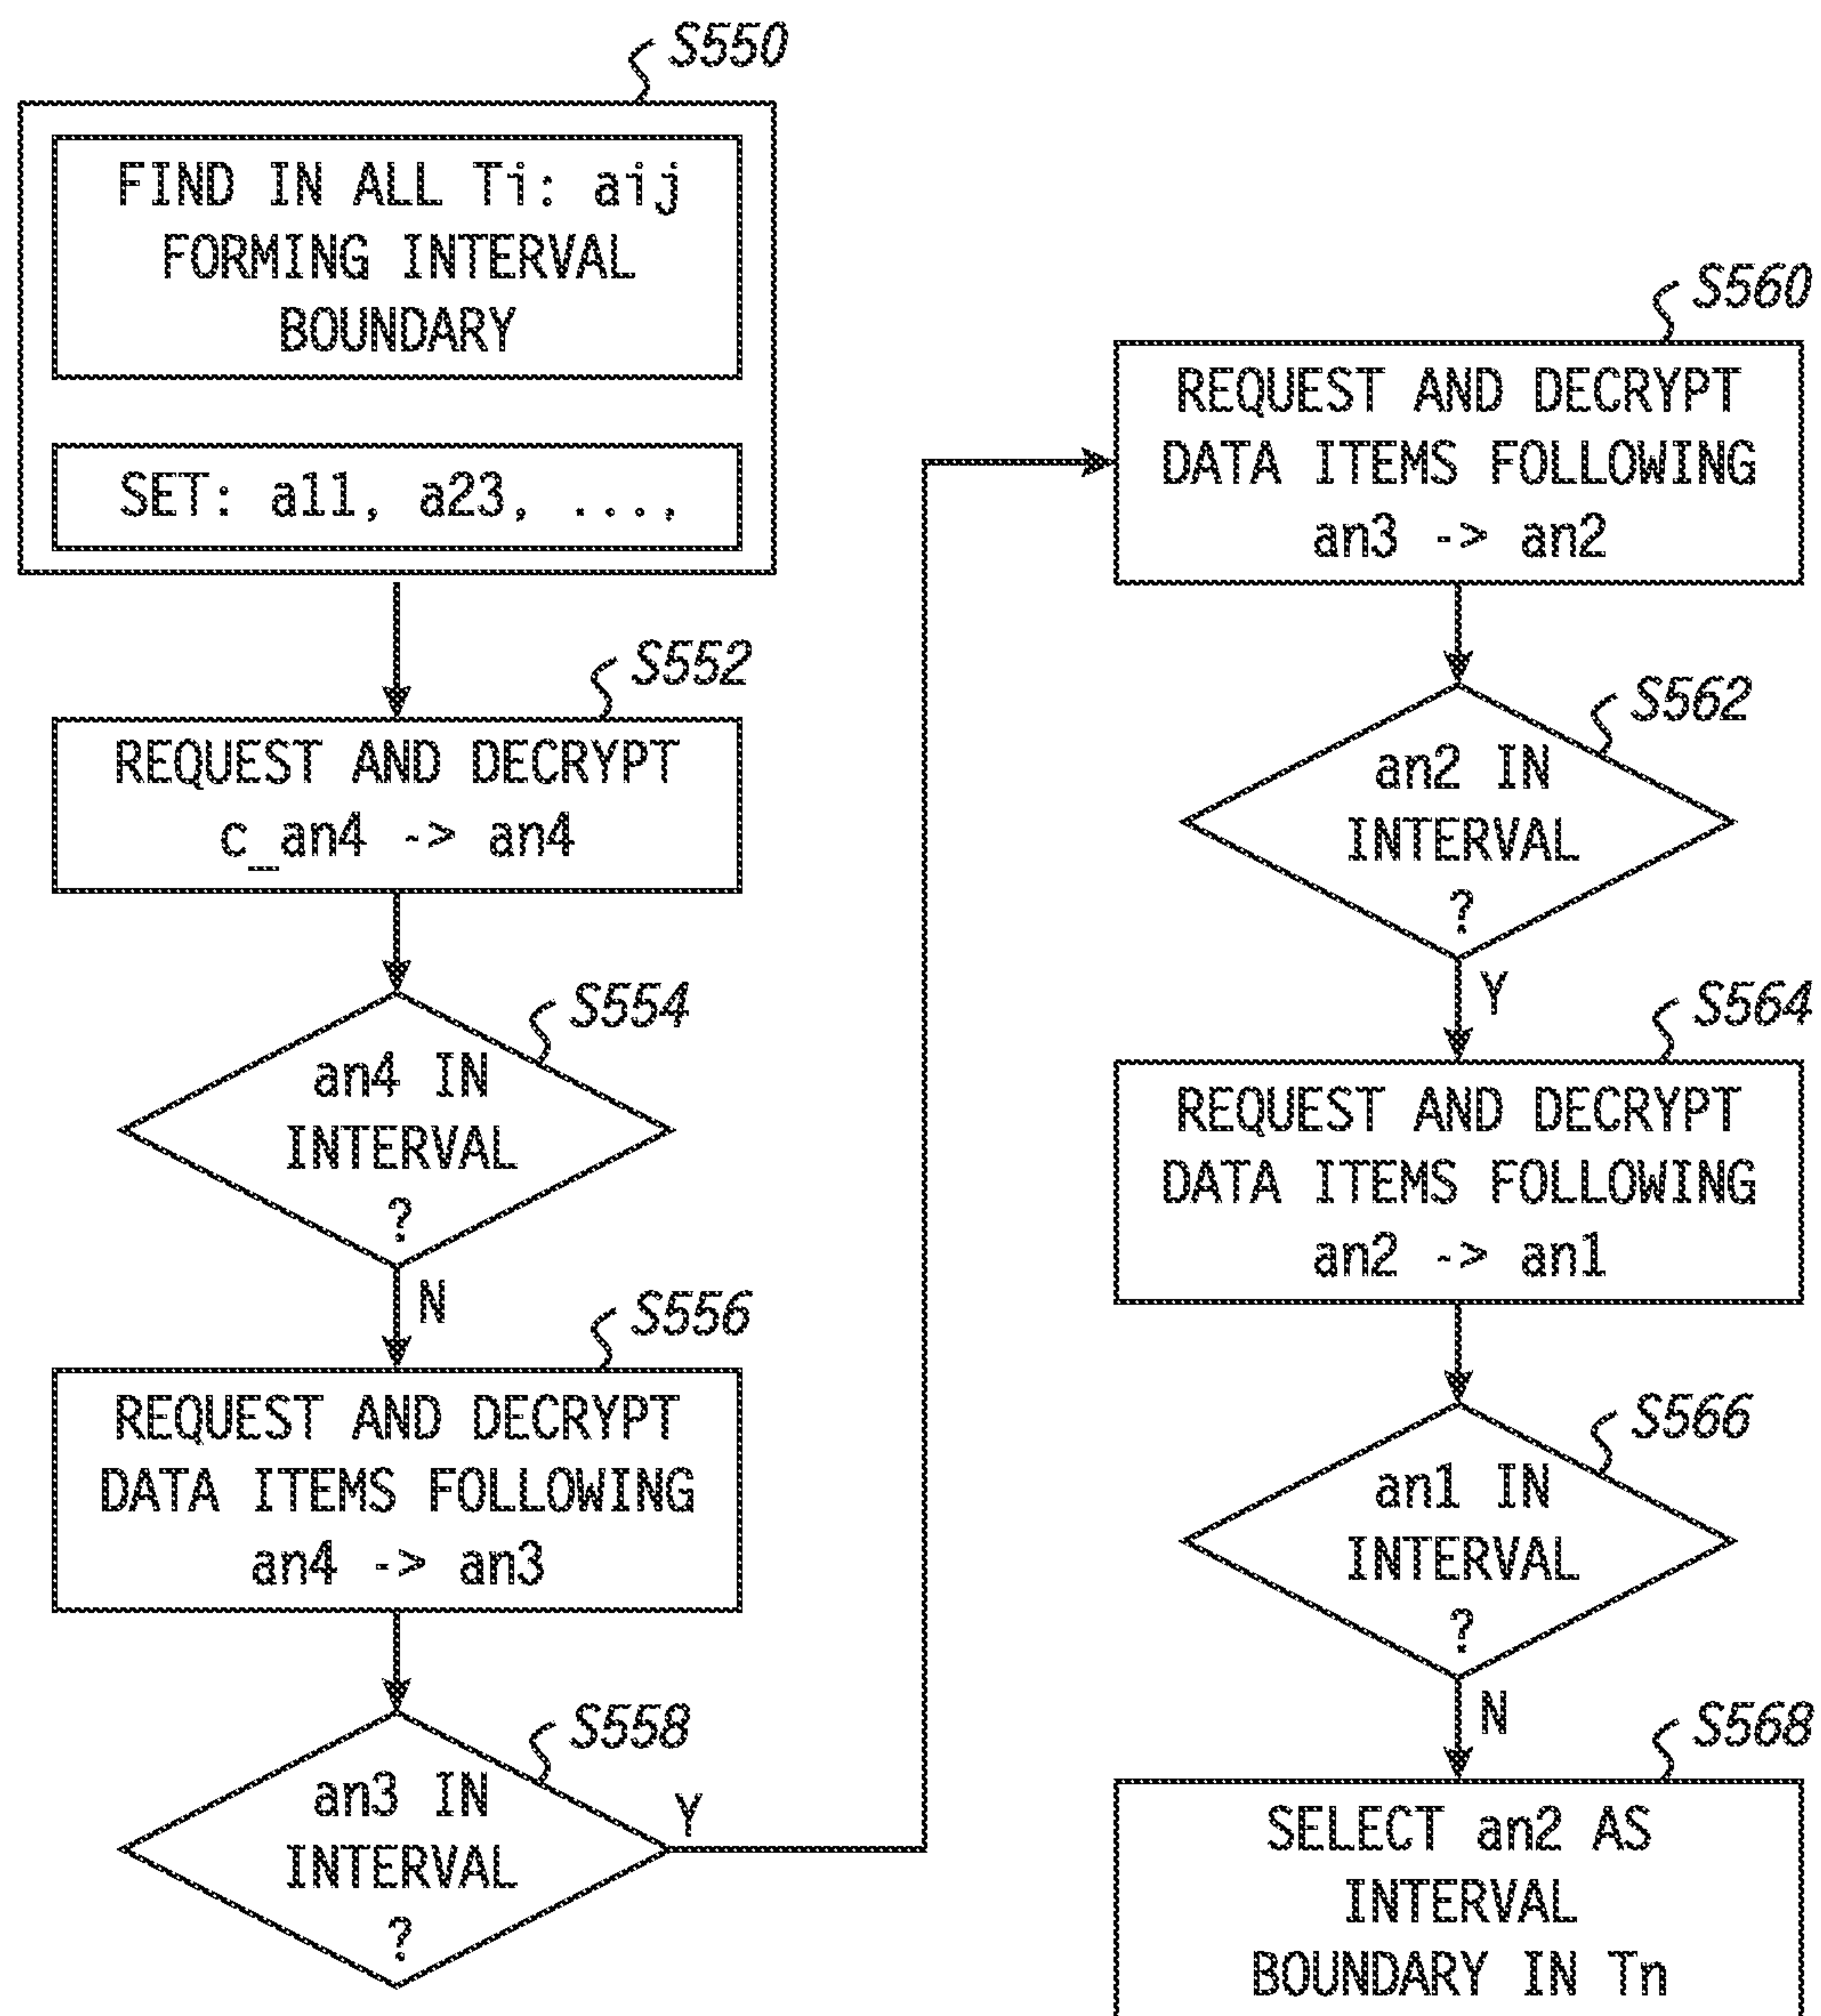 S550
FIND IN ALL Ti: aij
FORMING INTERVAL
BOUNDARY
SET: a11, a23, ....
S552
REQUEST AND DECRYPT
c_an4 -> an4
S554
an4 IN
INTERVAL
?
N
S556
REQUEST AND DECRYPT
DATA ITEMS FOLLOWING
an4 -> an3
S558
an3 IN
INTERVAL
?
Y
S560
REQUEST AND DECRYPT
DATA ITEMS FOLLOWING
an3 -> an2
S562
an2 IN
INTERVAL
?
Y
S564
REQUEST AND DECRYPT
DATA ITEMS FOLLOWING
an2 -> an1
S566
an1 IN
INTERVAL
?
N
S568
SELECT an2 AS
INTERVAL
BOUNDARY IN Tn